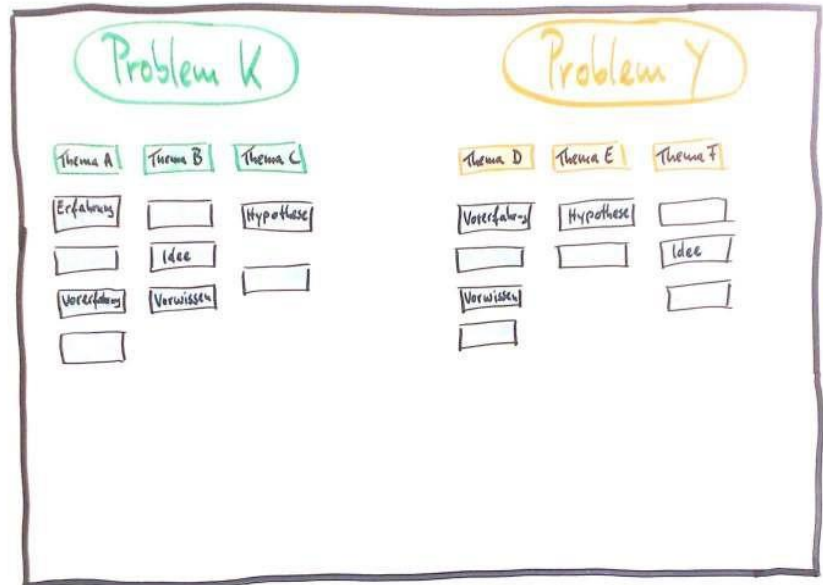 Problem K
Problem Y
Thema A
Thema B
Thema C
Thema D
Thema E
Thema F
Erfahrung
Hypothese
Vorerfahrung
Hypothese
Idee
Idee
Vorerfahrung
Vorwissen
Vorwissen